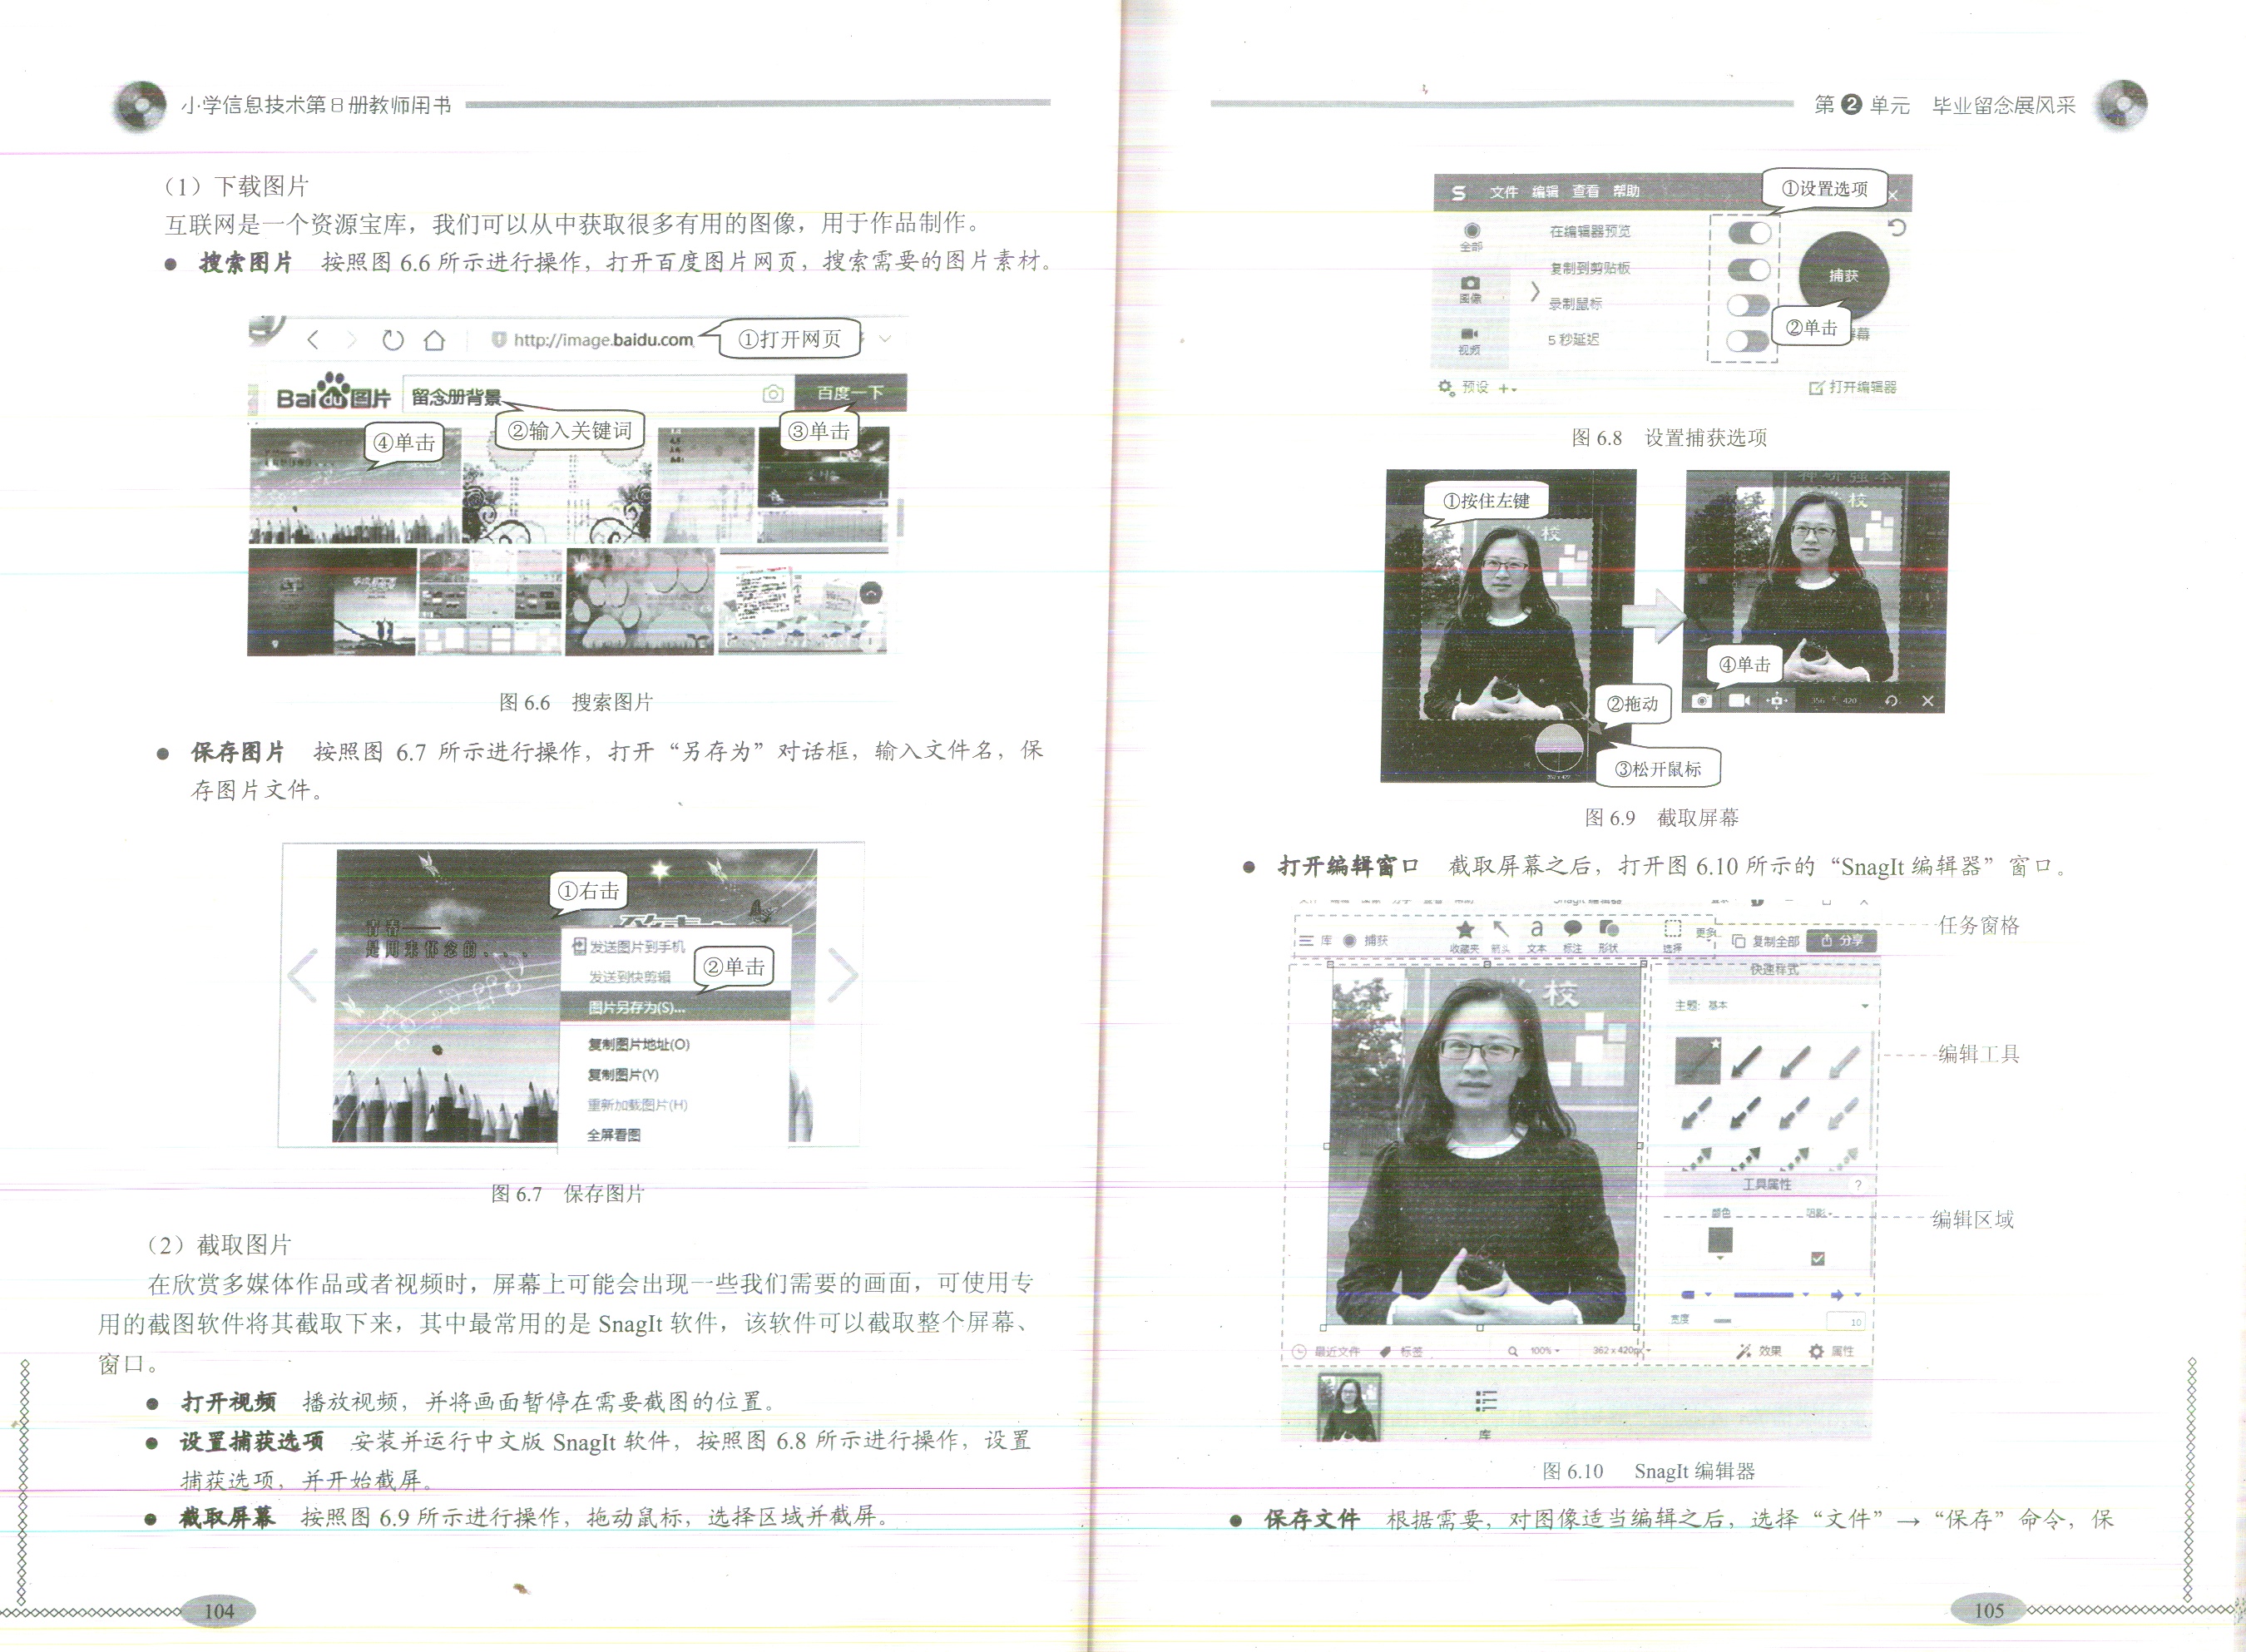 小学信息技术第8册教师用书
（1）下载图片
互联网是一个资源宝库，我们可以从中获取很多有用的图像，用于作品制作。
● 搜索图片　按照图 6.6 所示进行操作，打开百度图片网页，搜索需要的图片素材。
http://image.baidu.com
①打开网页
Bai du 图片
留念册背景
百度一下
④单击
②输入关键词
③单击
图 6.6　搜索图片
● 保存图片　按照图 6.7 所示进行操作，打开“另存为”对话框，输入文件名，保
存图片文件。
①右击
青春——
是用来怀念的....
发送图片到手机
发送到快剪辑
②单击
图片另存为(S)...
复制图片地址(O)
复制图片(Y)
重新加载图片(H)
全屏看图
图 6.7　保存图片
（2）截取图片
在欣赏多媒体作品或者视频时，屏幕上可能会出现一些我们需要的画面，可使用专
用的截图软件将其截取下来，其中最常用的是 SnagIt 软件，该软件可以截取整个屏幕、
窗口。
● 打开视频　播放视频，并将画面暂停在需要截图的位置。
● 设置捕获选项　安装并运行中文版 SnagIt 软件，按照图 6.8 所示进行操作，设置
捕获选项，并开始截屏。
● 截取屏幕　按照图 6.9 所示进行操作，拖动鼠标，选择区域并截屏。
104
第 2 单元　毕业留念展风采
S 文件 编辑 查看 帮助
①设置选项
全部
图像
视频
在编辑器预览
复制到剪贴板
录制鼠标
5 秒延迟
捕获
②单击
预设
打开编辑器
图 6.8　设置捕获选项
①按住左键
校
②拖动
③松开鼠标
校
④单击
356 × 420
图 6.9　截取屏幕
● 打开编辑窗口　截取屏幕之后，打开图 6.10 所示的“SnagIt 编辑器”窗口。
库
捕获
收藏夹 箭头 文本 标注 形状
选择
更多
复制全部
分享
任务窗格
校
快速样式
主题: 基本
编辑工具
工具属性
?
颜色
阴影
编辑区域
宽度
10
最近文件
标签
100%
362 x 420px
效果
属性
库
图 6.10　SnagIt 编辑器
● 保存文件　根据需要，对图像适当编辑之后，选择“文件”→“保存”命令，保
105